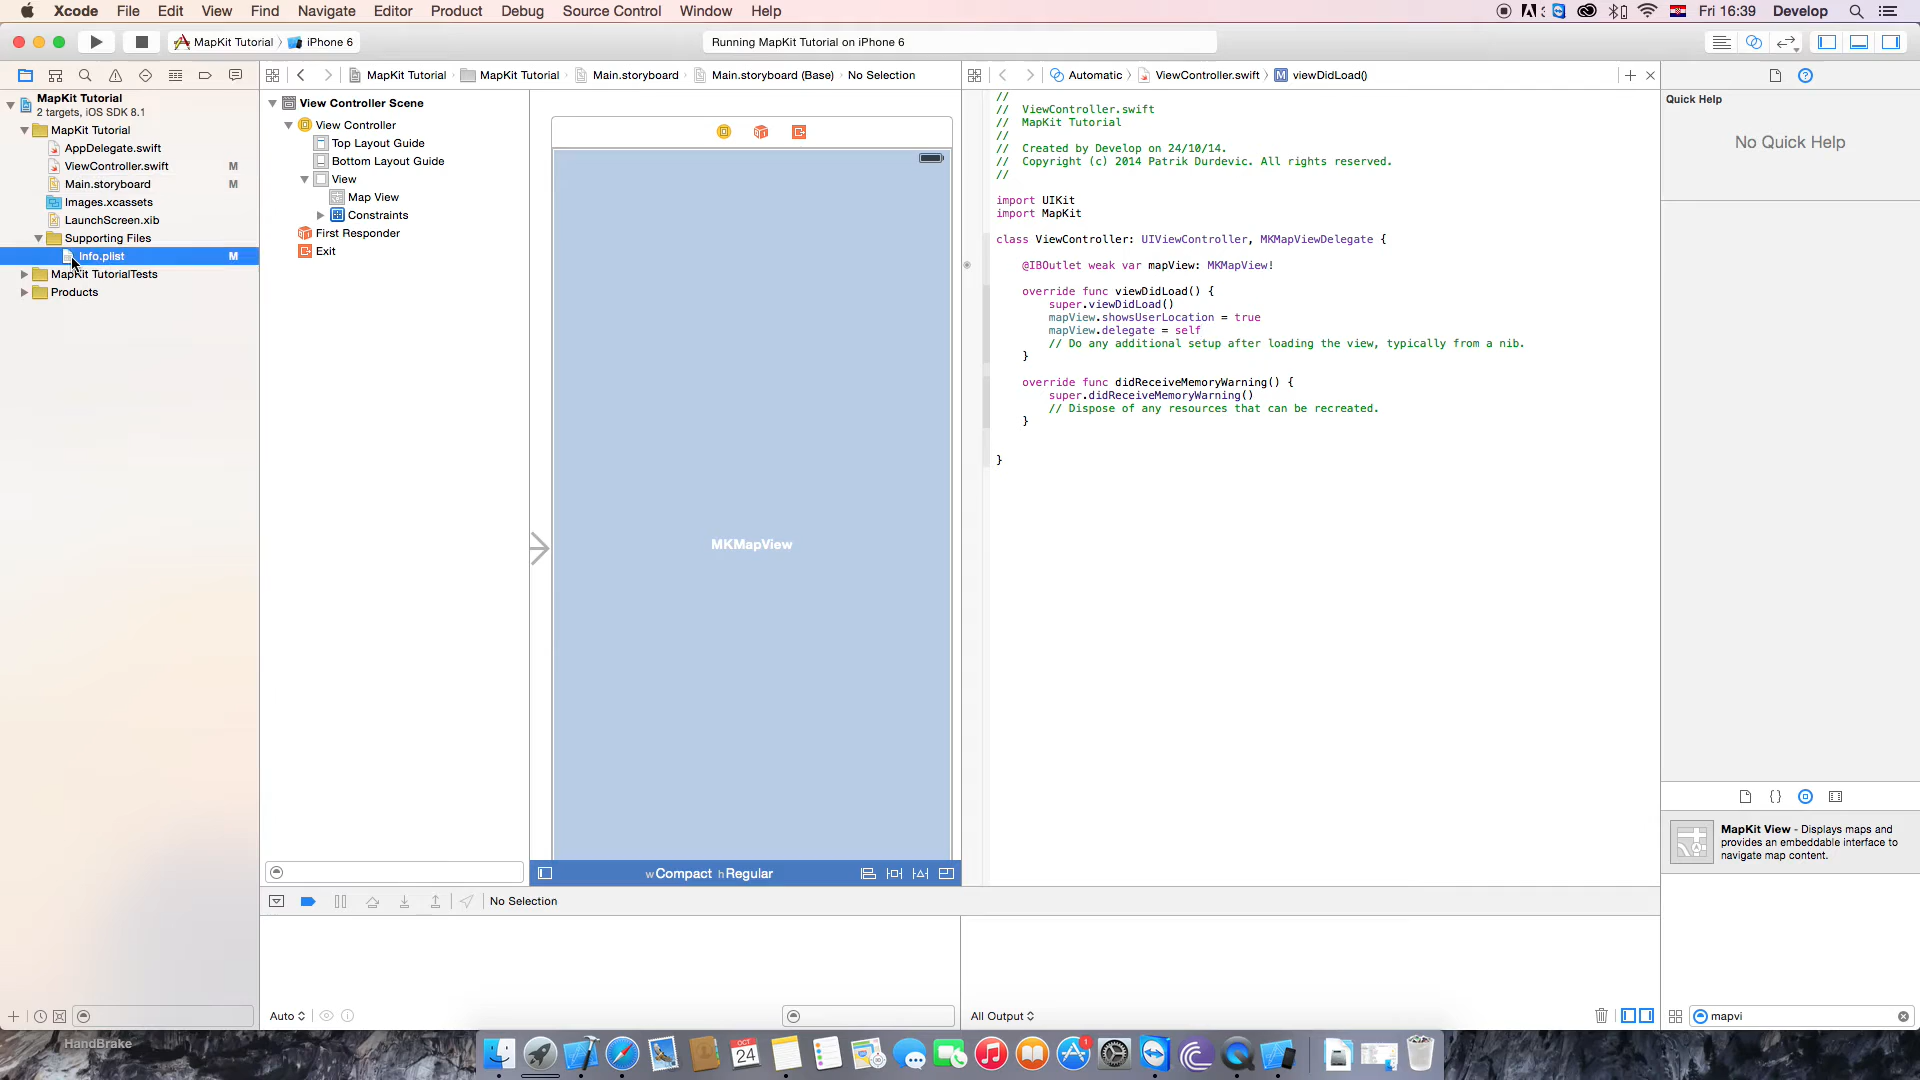 Xcode File Edit View Find Navigate Editor Product Debug Source Control Window Help Fri 16:39 Develop
MapKit Tutorial iPhone 6 Running MapKit Tutorial on iPhone 6
MapKit Tutorial MapKit Tutorial Main.storyboard Main.storyboard (Base) No Selection
Automatic ViewController.swift M viewDidLoad()
MapKit Tutorial
2 targets, iOS SDK 8.1
MapKit Tutorial
AppDelegate.swift
ViewController.swift M
Main.storyboard M
Images.xcassets
LaunchScreen.xib
Supporting Files
Info.plist M
MapKit TutorialTests
Products
View Controller Scene
View Controller
Top Layout Guide
Bottom Layout Guide
View
Map View
Constraints
First Responder
Exit
MKMapView
wCompact hRegular
//
// ViewController.swift
// MapKit Tutorial
//
// Created by Develop on 24/10/14.
// Copyright (c) 2014 Patrik Durdevic. All rights reserved.
//
import UIKit
import MapKit
class ViewController: UIViewController, MKMapViewDelegate {
@IBOutlet weak var mapView: MKMapView!
override func viewDidLoad() {
super.viewDidLoad()
mapView.showsUserLocation = true
mapView.delegate = self
// Do any additional setup after loading the view, typically from a nib.
}
override func didReceiveMemoryWarning() {
super.didReceiveMemoryWarning()
// Dispose of any resources that can be recreated.
}
}
Quick Help
No Quick Help
{}
MapKit View - Displays maps and
provides an embeddable interface to
navigate map content.
No Selection
Auto
All Output
mapvi
HandBrake
OCT
24
1